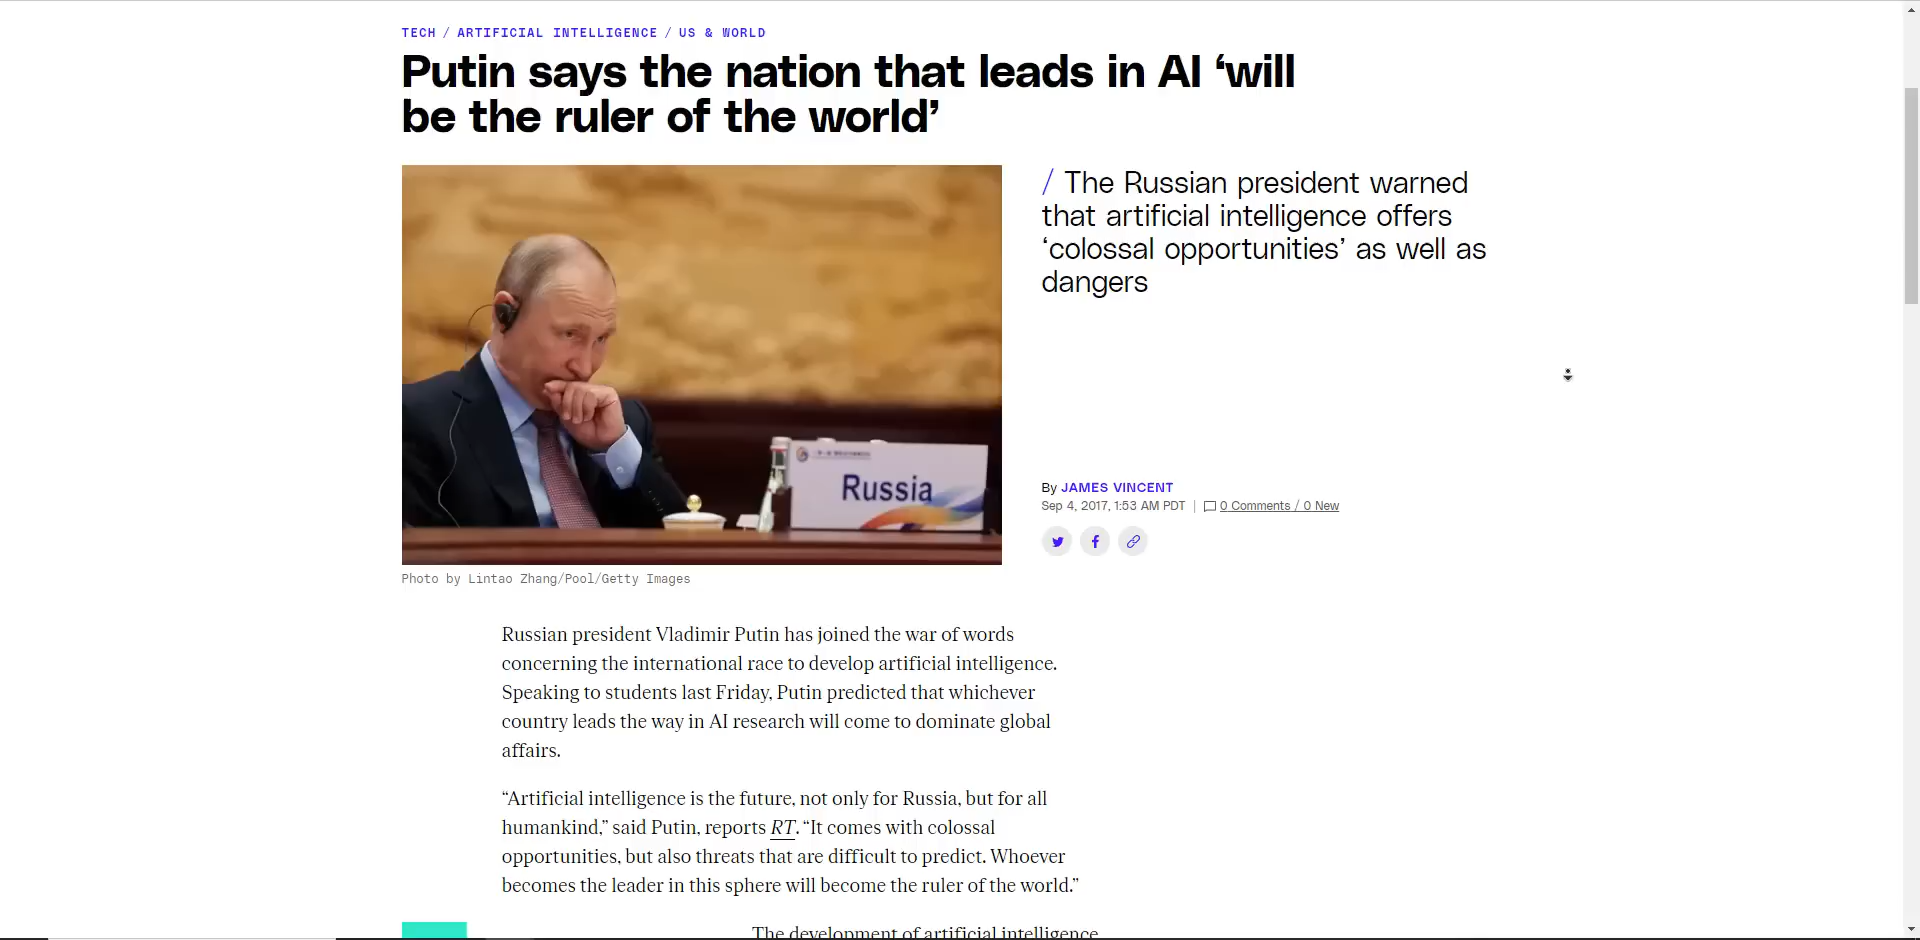 TECH / ARTIFICIAL INTELLIGENCE / US & WORLD
Putin says the nation that leads in AI ‘will
be the ruler of the world’
/ The Russian president warned
that artificial intelligence offers
‘colossal opportunities’ as well as
dangers
Russia
By JAMES VINCENT
Sep 4, 2017, 1:53 AM PDT | 0 Comments / 0 New
Photo by Lintao Zhang/Pool/Getty Images
Russian president Vladimir Putin has joined the war of words
concerning the international race to develop artificial intelligence.
Speaking to students last Friday, Putin predicted that whichever
country leads the way in AI research will come to dominate global
affairs.
“Artificial intelligence is the future, not only for Russia, but for all
humankind,” said Putin, reports RT. “It comes with colossal
opportunities, but also threats that are difficult to predict. Whoever
becomes the leader in this sphere will become the ruler of the world.”
The development of artificial intelligence